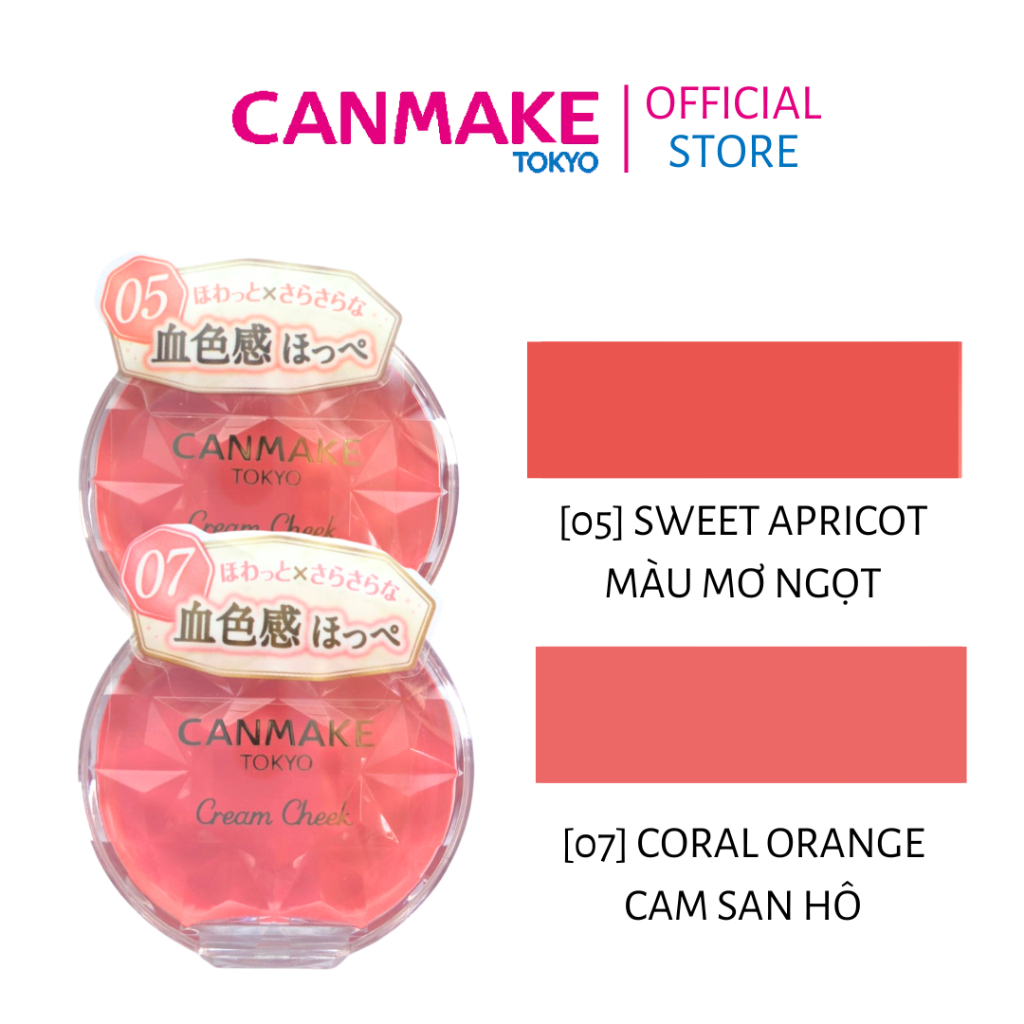 CANMAKE
TOKYO
OFFICIAL
STORE
05
ほわっと×さらさらな
血色感 ほっぺ
CANMAKE
TOKYO
Cream Cheek
07
ほわっと×さらさらな
血色感 ほっぺ
CANMAKE
TOKYO
Cream Cheek
[05] SWEET APRICOT
MÀU MƠ NGỌT
[07] CORAL ORANGE
CAM SAN HÔ